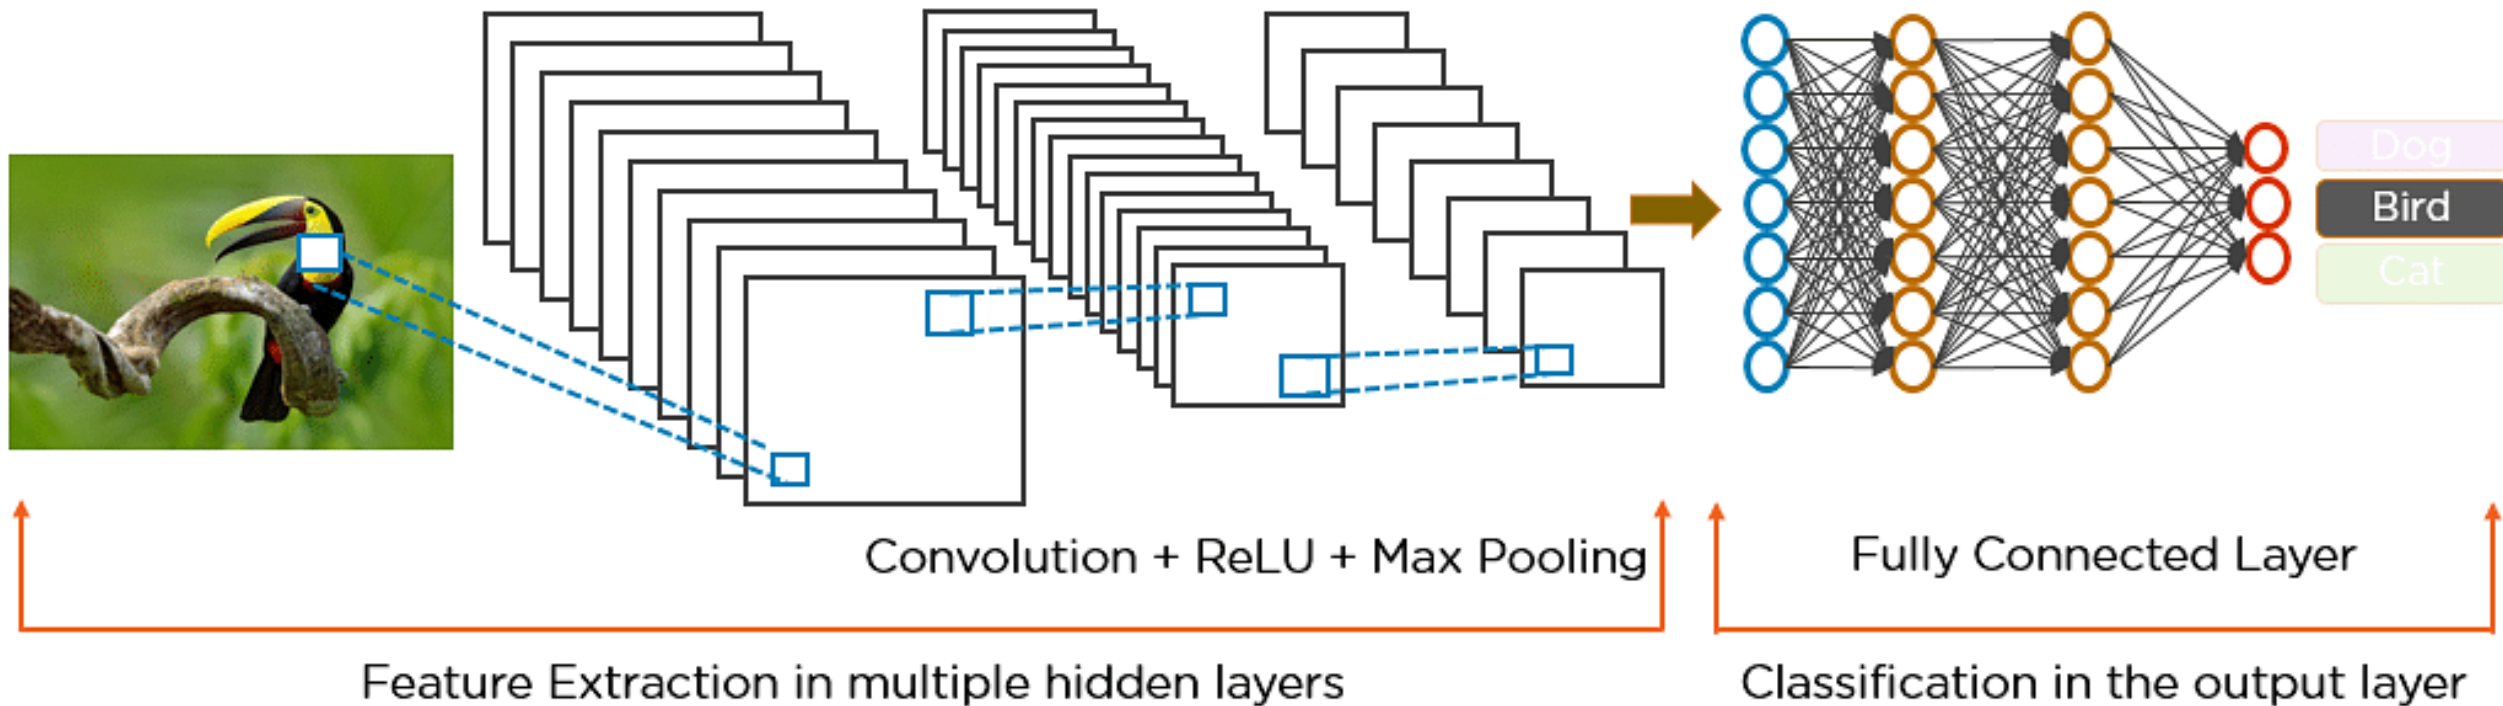 Dog
Bird
Cat
Convolution + ReLU + Max Pooling
Fully Connected Layer
Feature Extraction in multiple hidden layers
Classification in the output layer